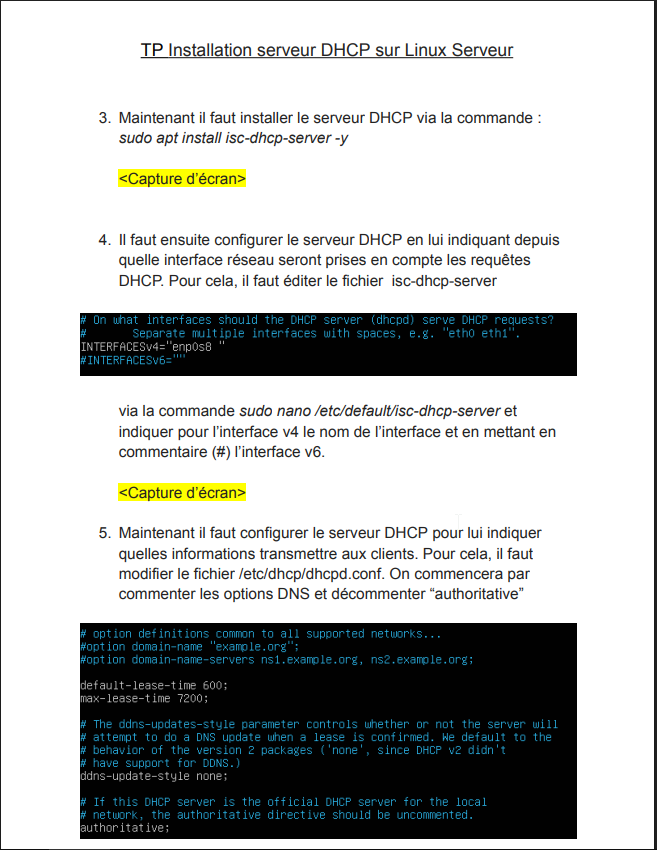 TP Installation serveur DHCP sur Linux Serveur
3. Maintenant il faut installer le serveur DHCP via la commande :
sudo apt install isc-dhcp-server -y
<Capture d'écran>
4. Il faut ensuite configurer le serveur DHCP en lui indiquant depuis
quelle interface réseau seront prises en compte les requêtes
DHCP. Pour cela, il faut éditer le fichier isc-dhcp-server
# On what interfaces should the DHCP server (dhcpd) serve DHCP requests?
#       Separate multiple interfaces with spaces, e.g. "eth0 eth1".
INTERFACESv4="enp0s8 "
#INTERFACESv6=""
via la commande sudo nano /etc/default/isc-dhcp-server et
indiquer pour l'interface v4 le nom de l'interface et en mettant en
commentaire (#) l'interface v6.
<Capture d'écran>
5. Maintenant il faut configurer le serveur DHCP pour lui indiquer
quelles informations transmettre aux clients. Pour cela, il faut
modifier le fichier /etc/dhcp/dhcpd.conf. On commencera par
commenter les options DNS et décommenter “authoritative”
# option definitions common to all supported networks...
#option domain-name "example.org";
#option domain-name-servers ns1.example.org, ns2.example.org;
default-lease-time 600;
max-lease-time 7200;
# The ddns-updates-style parameter controls whether or not the server will
# attempt to do a DNS update when a lease is confirmed. We default to the
# behavior of the version 2 packages ('none', since DHCP v2 didn't
# have support for DDNS.)
ddns-update-style none;
# If this DHCP server is the official DHCP server for the local
# network, the authoritative directive should be uncommented.
authoritative;